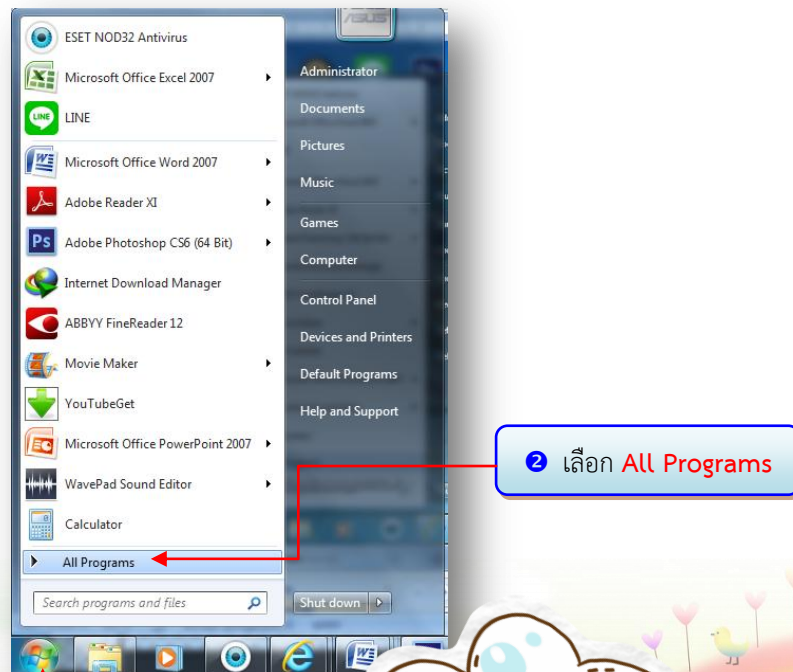 /SUS
ESET NOD32 Antivirus
Microsoft Office Excel 2007
LINE
LINE
Microsoft Office Word 2007
Adobe Reader XI
Ps
Adobe Photoshop CS6 (64 Bit)
Internet Download Manager
ABBYY FineReader 12
Movie Maker
YouTubeGet
Microsoft Office PowerPoint 2007
WavePad Sound Editor
Calculator
All Programs
Search programs and files
Administrator
Documents
Pictures
Music
Games
Computer
Control Panel
Devices and Printers
Default Programs
Help and Support
Shut down
❷ เลือก All Programs